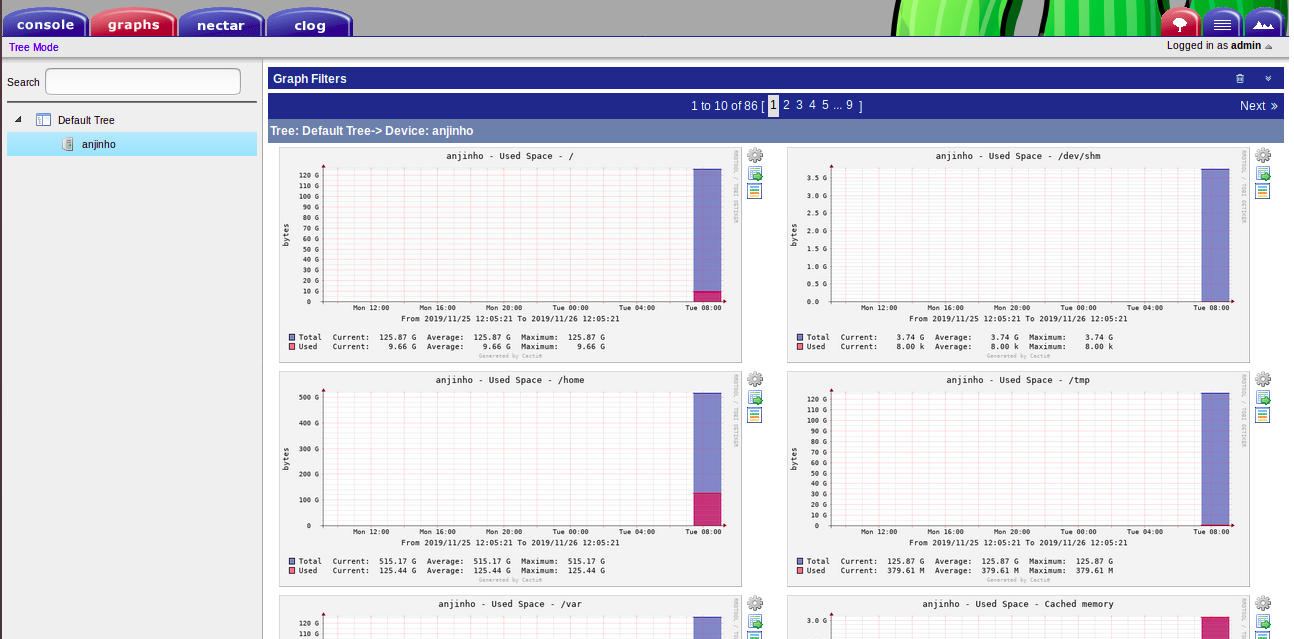 console graphs nectar clog
Tree Mode
Logged in as admin
Search
Default Tree
anjinho
Graph Filters
1 to 10 of 86 [ 1 2 3 4 5 ... 9 ]
Next »
Tree: Default Tree-> Device: anjinho
anjinho - Used Space - /
RRDTOOL / TOBI OETIKER
bytes
120 G
110 G
100 G
90 G
80 G
70 G
60 G
50 G
40 G
30 G
20 G
10 G
0
Mon 12:00 Mon 16:00 Mon 20:00 Tue 00:00 Tue 04:00 Tue 08:00
From 2019/11/25 12:05:21 To 2019/11/26 12:05:21
Total Current: 125.87 G Average: 125.87 G Maximum: 125.87 G
Used Current: 9.66 G Average: 9.66 G Maximum: 9.66 G
Generated by Cacti®
anjinho - Used Space - /dev/shm
RRDTOOL / TOBI OETIKER
bytes
3.5 G
3.0 G
2.5 G
2.0 G
1.5 G
1.0 G
0.5 G
0.0
Mon 12:00 Mon 16:00 Mon 20:00 Tue 00:00 Tue 04:00 Tue 08:00
From 2019/11/25 12:05:21 To 2019/11/26 12:05:21
Total Current: 3.74 G Average: 3.74 G Maximum: 3.74 G
Used Current: 8.00 k Average: 8.00 k Maximum: 8.00 k
Generated by Cacti®
anjinho - Used Space - /home
RRDTOOL / TOBI OETIKER
bytes
500 G
400 G
300 G
200 G
100 G
0
Mon 12:00 Mon 16:00 Mon 20:00 Tue 00:00 Tue 04:00 Tue 08:00
From 2019/11/25 12:05:21 To 2019/11/26 12:05:21
Total Current: 515.17 G Average: 515.17 G Maximum: 515.17 G
Used Current: 125.44 G Average: 125.44 G Maximum: 125.44 G
Generated by Cacti®
anjinho - Used Space - /tmp
RRDTOOL / TOBI OETIKER
bytes
120 G
110 G
100 G
90 G
80 G
70 G
60 G
50 G
40 G
30 G
20 G
10 G
0
Mon 12:00 Mon 16:00 Mon 20:00 Tue 00:00 Tue 04:00 Tue 08:00
From 2019/11/25 12:05:21 To 2019/11/26 12:05:21
Total Current: 125.87 G Average: 125.87 G Maximum: 125.87 G
Used Current: 379.61 M Average: 379.61 M Maximum: 379.61 M
Generated by Cacti®
anjinho - Used Space - /var
120 G
110 G
anjinho - Used Space - Cached memory
3.0 G